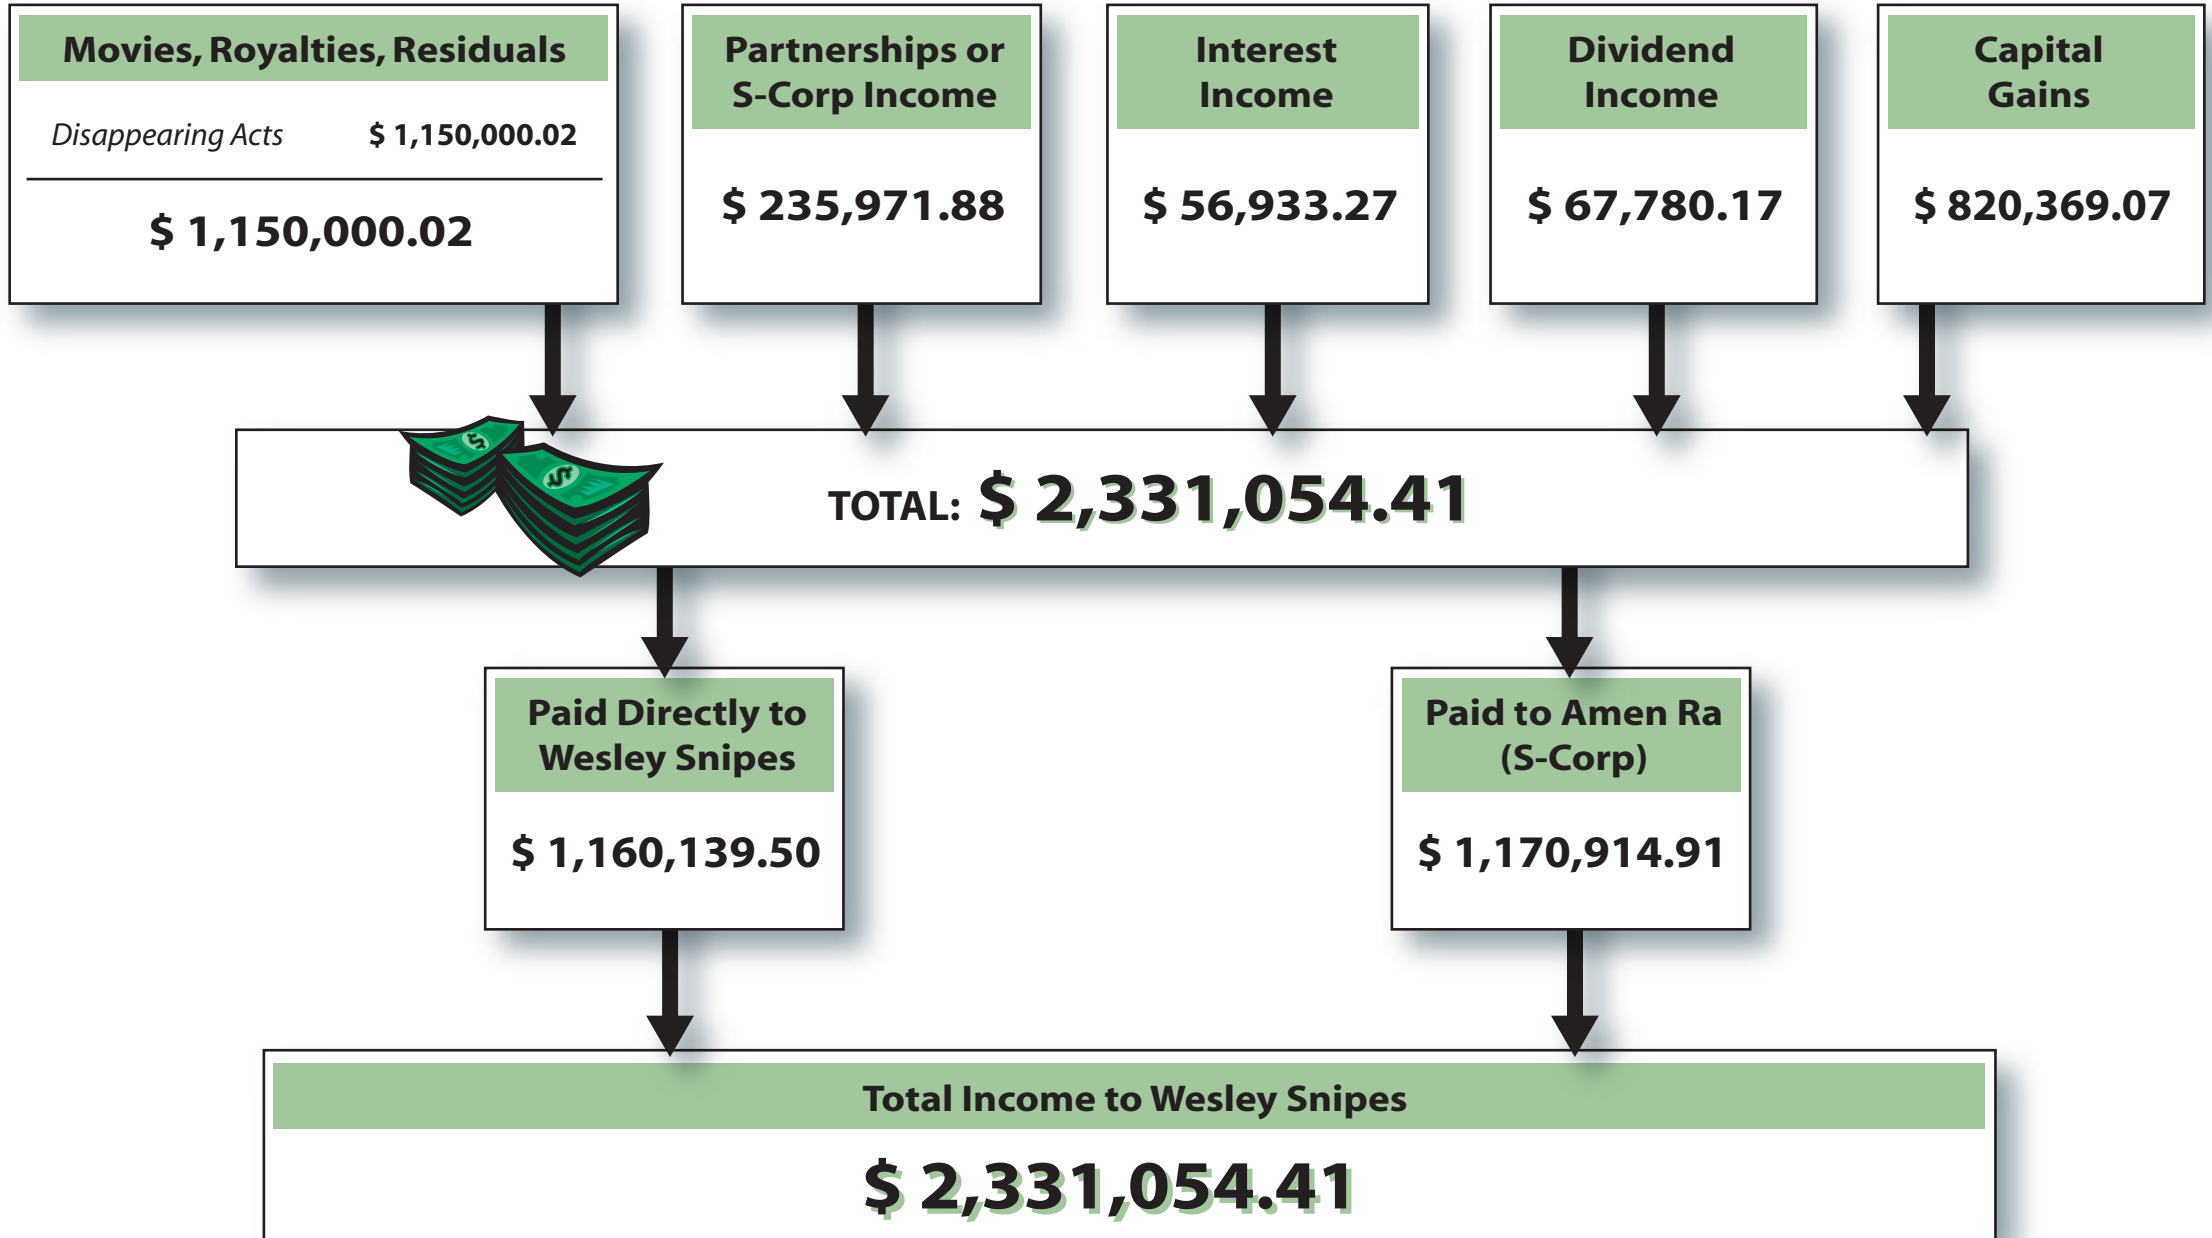 Movies, Royalties, Residuals
Disappearing Acts $ 1,150,000.02
$ 1,150,000.02
Partnerships or
S-Corp Income
$ 235,971.88
Interest
Income
$ 56,933.27
Dividend
Income
$ 67,780.17
Capital
Gains
$ 820,369.07
$
$
TOTAL: $ 2,331,054.41
Paid Directly to
Wesley Snipes
$ 1,160,139.50
Paid to Amen Ra
(S-Corp)
$ 1,170,914.91
Total Income to Wesley Snipes
$ 2,331,054.41